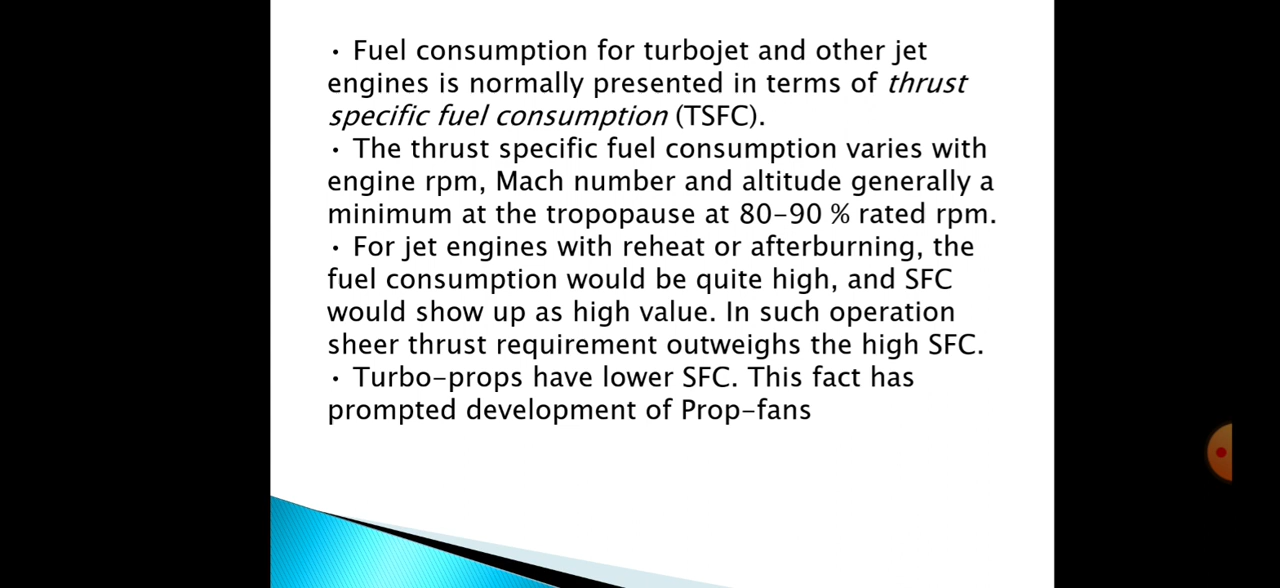 • Fuel consumption for turbojet and other jet
engines is normally presented in terms of thrust
specific fuel consumption (TSFC).
• The thrust specific fuel consumption varies with
engine rpm, Mach number and altitude generally a
minimum at the tropopause at 80–90 % rated rpm.
• For jet engines with reheat or afterburning, the
fuel consumption would be quite high, and SFC
would show up as high value. In such operation
sheer thrust requirement outweighs the high SFC.
• Turbo–props have lower SFC. This fact has
prompted development of Prop–fans